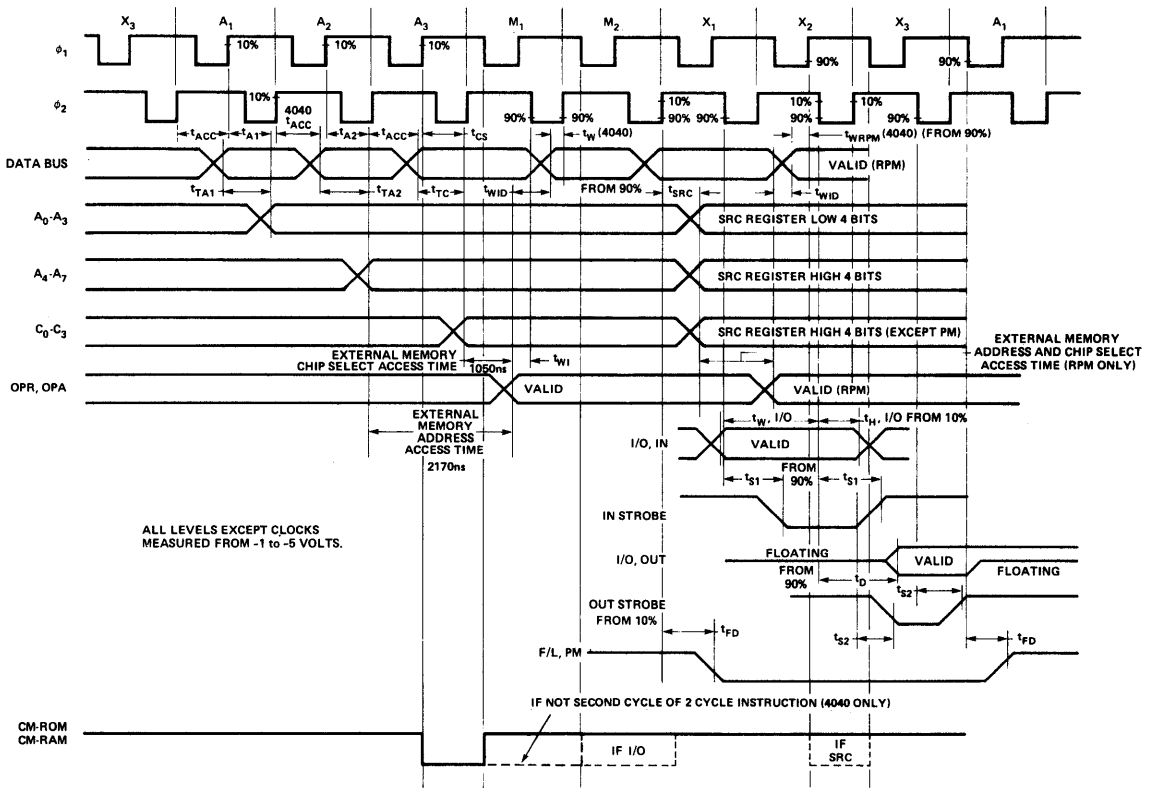 X3 A1 A2 A3 M1 M2 X1 X2 X3 A1
ϕ1
10% 10% 10% 90% 90%
ϕ2
10% 90% 90% 10% 90% 90% 10% 90% 10% 90%
4040
tACC tA1 tACC tA2 tACC tCS tW (4040) tWRPM (4040) (FROM 90%)
DATA BUS
VALID (RPM)
tTA1 tTA2 tTC tWID FROM 90% tSRC tWID
A0-A3
SRC REGISTER LOW 4 BITS
A4-A7
SRC REGISTER HIGH 4 BITS
C0-C3
SRC REGISTER HIGH 4 BITS (EXCEPT PM)
EXTERNAL MEMORY
CHIP SELECT ACCESS TIME
1050ns
tWI
EXTERNAL MEMORY
ADDRESS AND CHIP SELECT
ACCESS TIME (RPM ONLY)
OPR, OPA
VALID
VALID (RPM)
EXTERNAL
MEMORY
ADDRESS
ACCESS TIME
2170ns
tW, I/O tH, I/O FROM 10%
I/O, IN
VALID
FROM
90%
tS1 tS1
IN STROBE
ALL LEVELS EXCEPT CLOCKS
MEASURED FROM -1 to -5 VOLTS.
I/O, OUT
FLOATING
VALID
FLOATING
FROM
90%
tD
tS2
OUT STROBE
FROM 10%
tFD
tS2
tFD
F/L, PM
IF NOT SECOND CYCLE OF 2 CYCLE INSTRUCTION (4040 ONLY)
CM-ROM
CM-RAM
IF I/O
IF
SRC